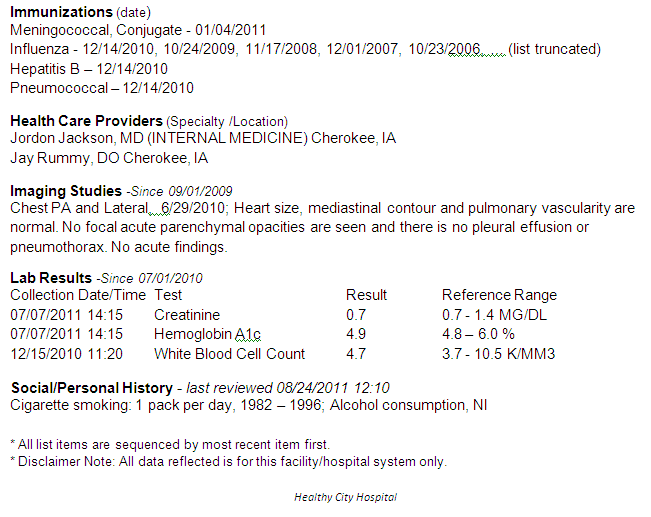 Immunizations (date)
Meningococcal, Conjugate - 01/04/2011
Influenza - 12/14/2010, 10/24/2009, 11/17/2008, 12/01/2007, 10/23/2006...... (list truncated)
Hepatitis B – 12/14/2010
Pneumococcal – 12/14/2010
Health Care Providers (Specialty /Location)
Jordon Jackson, MD (INTERNAL MEDICINE) Cherokee, IA
Jay Rummy, DO Cherokee, IA
Imaging Studies -Since 09/01/2009
Chest PA and Lateral, 6/29/2010; Heart size, mediastinal contour and pulmonary vascularity are
normal. No focal acute parenchymal opacities are seen and there is no pleural effusion or
pneumothorax. No acute findings.
Lab Results -Since 07/01/2010
Collection Date/Time Test Result Reference Range
07/07/2011 14:15 Creatinine 0.7 0.7 - 1.4 MG/DL
07/07/2011 14:15 Hemoglobin A1c 4.9 4.8 – 6.0 %
12/15/2010 11:20 White Blood Cell Count 4.7 3.7 - 10.5 K/MM3
Social/Personal History - last reviewed 08/24/2011 12:10
Cigarette smoking: 1 pack per day, 1982 – 1996; Alcohol consumption, NI
* All list items are sequenced by most recent item first.
* Disclaimer Note: All data reflected is for this facility/hospital system only.
Healthy City Hospital